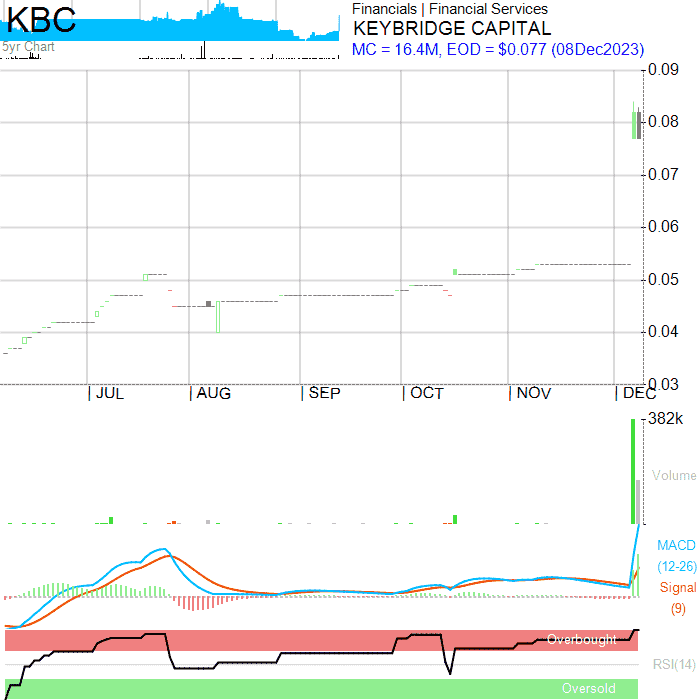 KBC
5yr Chart
Financials | Financial Services
KEYBRIDGE CAPITAL
MC = 16.4M, EOD = $0.077 (08Dec2023)
0.09
0.08
0.07
0.06
0.05
0.04
0.03
JUL
AUG
SEP
OCT
NOV
DEC
382k
Volume
MACD
(12-26)
Signal
(9)
Overbought
RSI(14)
Oversold